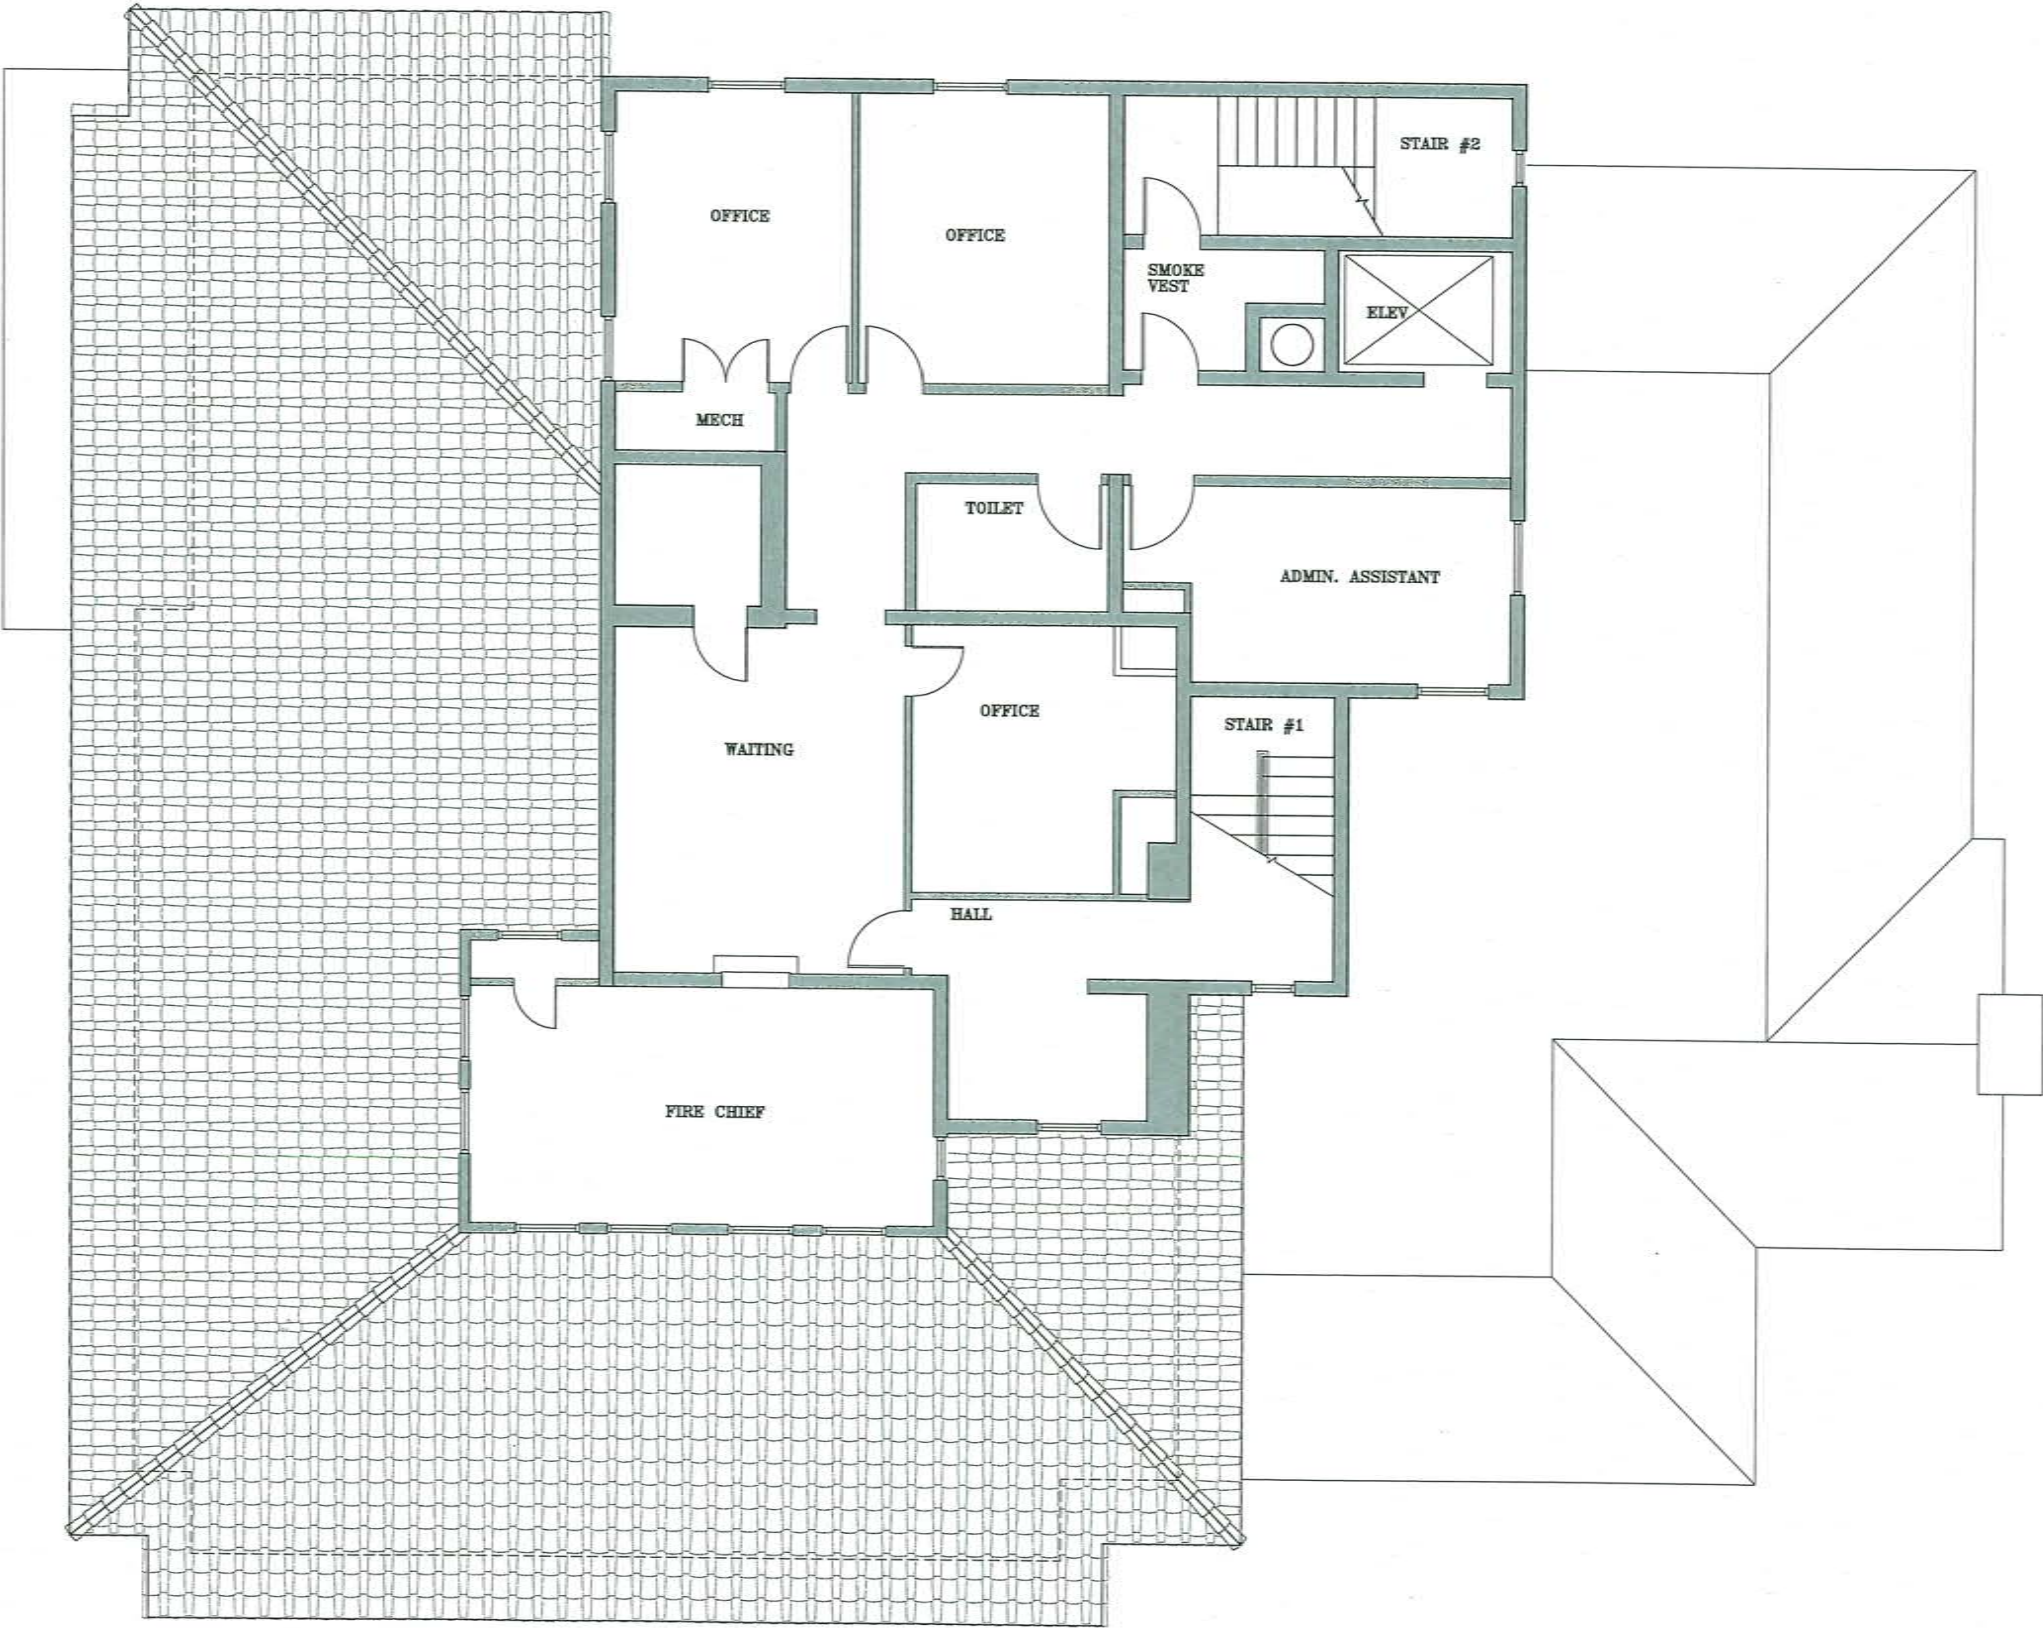 STAIR #2
OFFICE
OFFICE
SMOKE
VEST
ELEV
MECH
TOILET
ADMIN. ASSISTANT
OFFICE
STAIR #1
WAITING
HALL
FIRE CHIEF